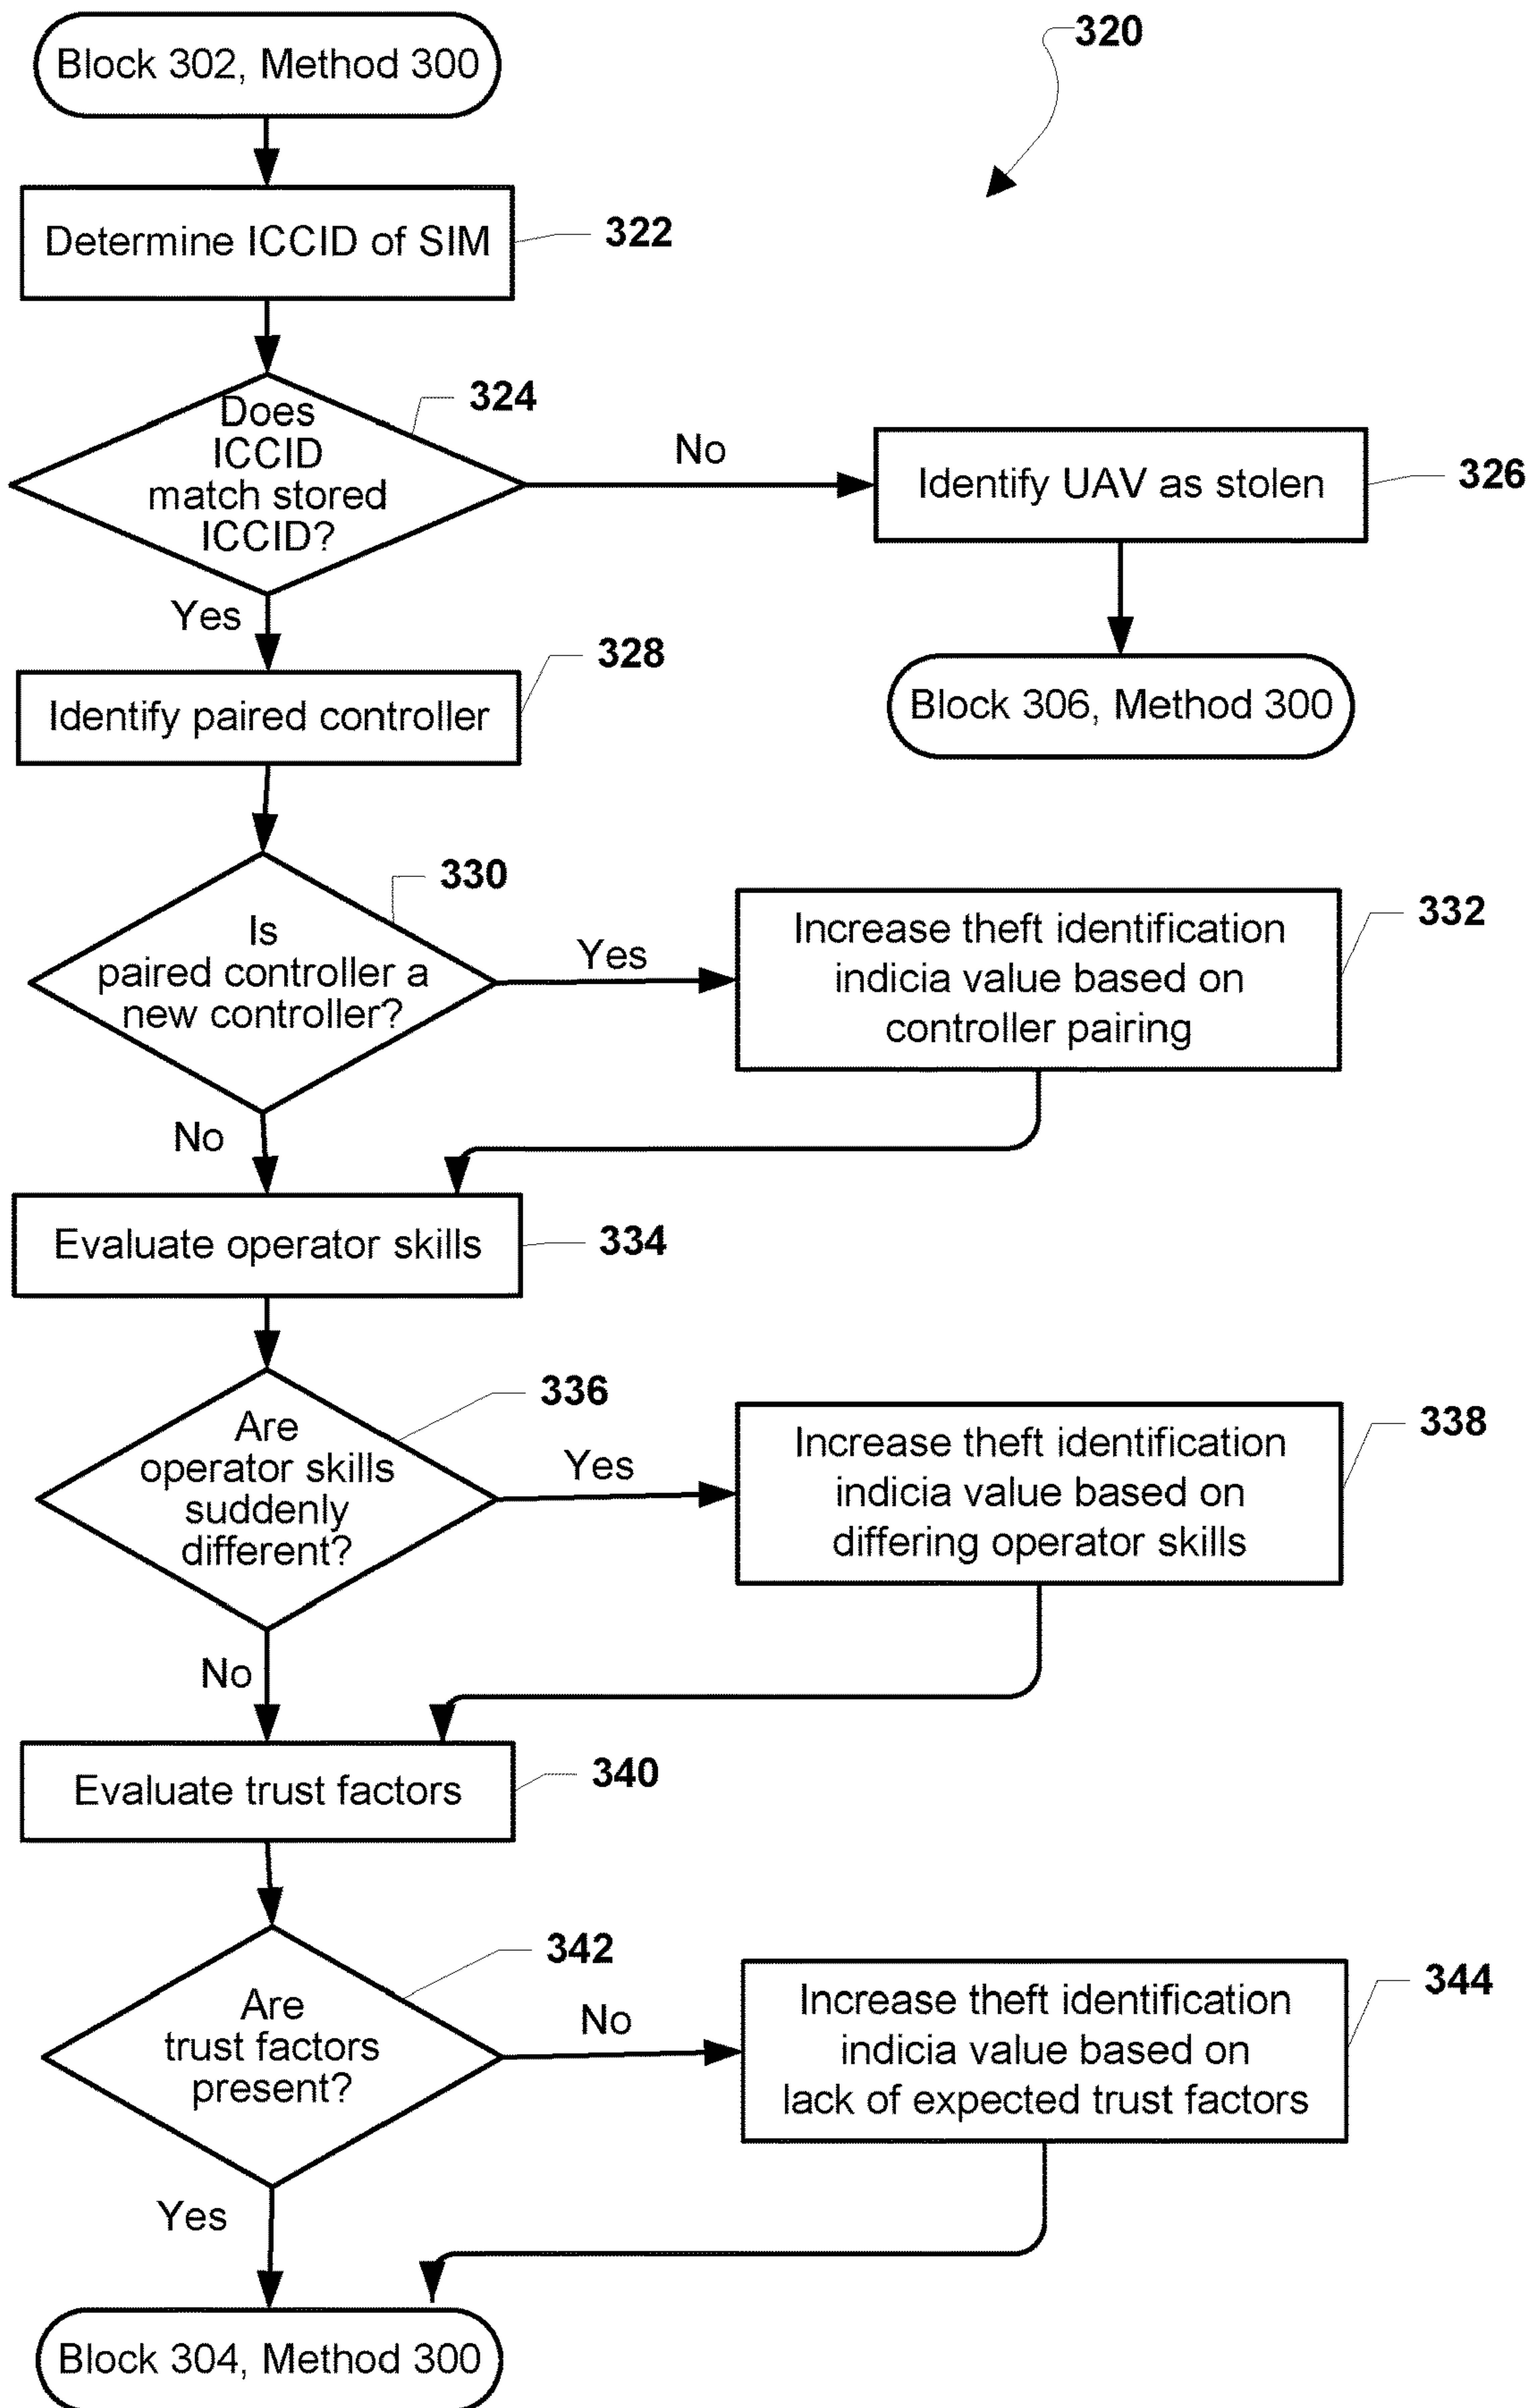 Block 302, Method 300
320
Determine ICCID of SIM
322
Does
ICCID
match stored
ICCID?
324
No
Identify UAV as stolen
326
Yes
Block 306, Method 300
Identify paired controller
328
Is
paired controller a
new controller?
330
Yes
Increase theft identification
indicia value based on
controller pairing
332
No
Evaluate operator skills
334
Are
operator skills
suddenly
different?
336
Yes
Increase theft identification
indicia value based on
differing operator skills
338
No
Evaluate trust factors
340
Are
trust factors
present?
342
No
Increase theft identification
indicia value based on
lack of expected trust factors
344
Yes
Block 304, Method 300